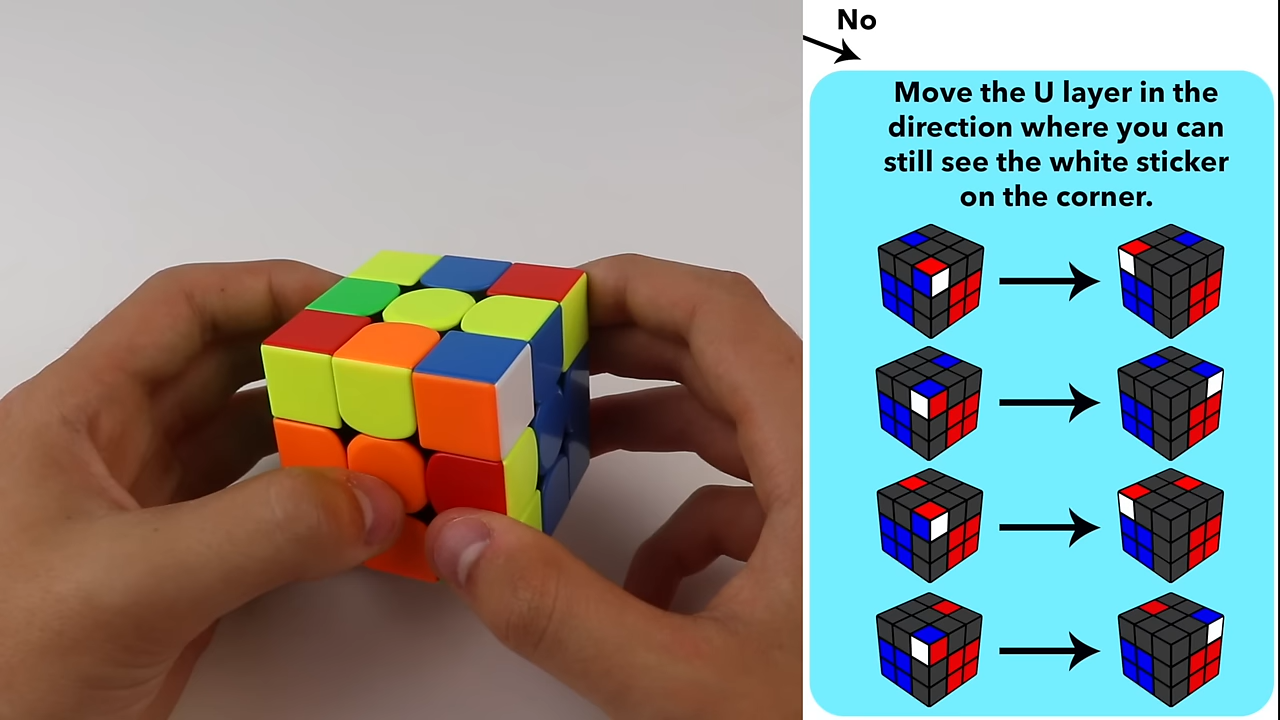 No
Move the U layer in the
direction where you can
still see the white sticker
on the corner.